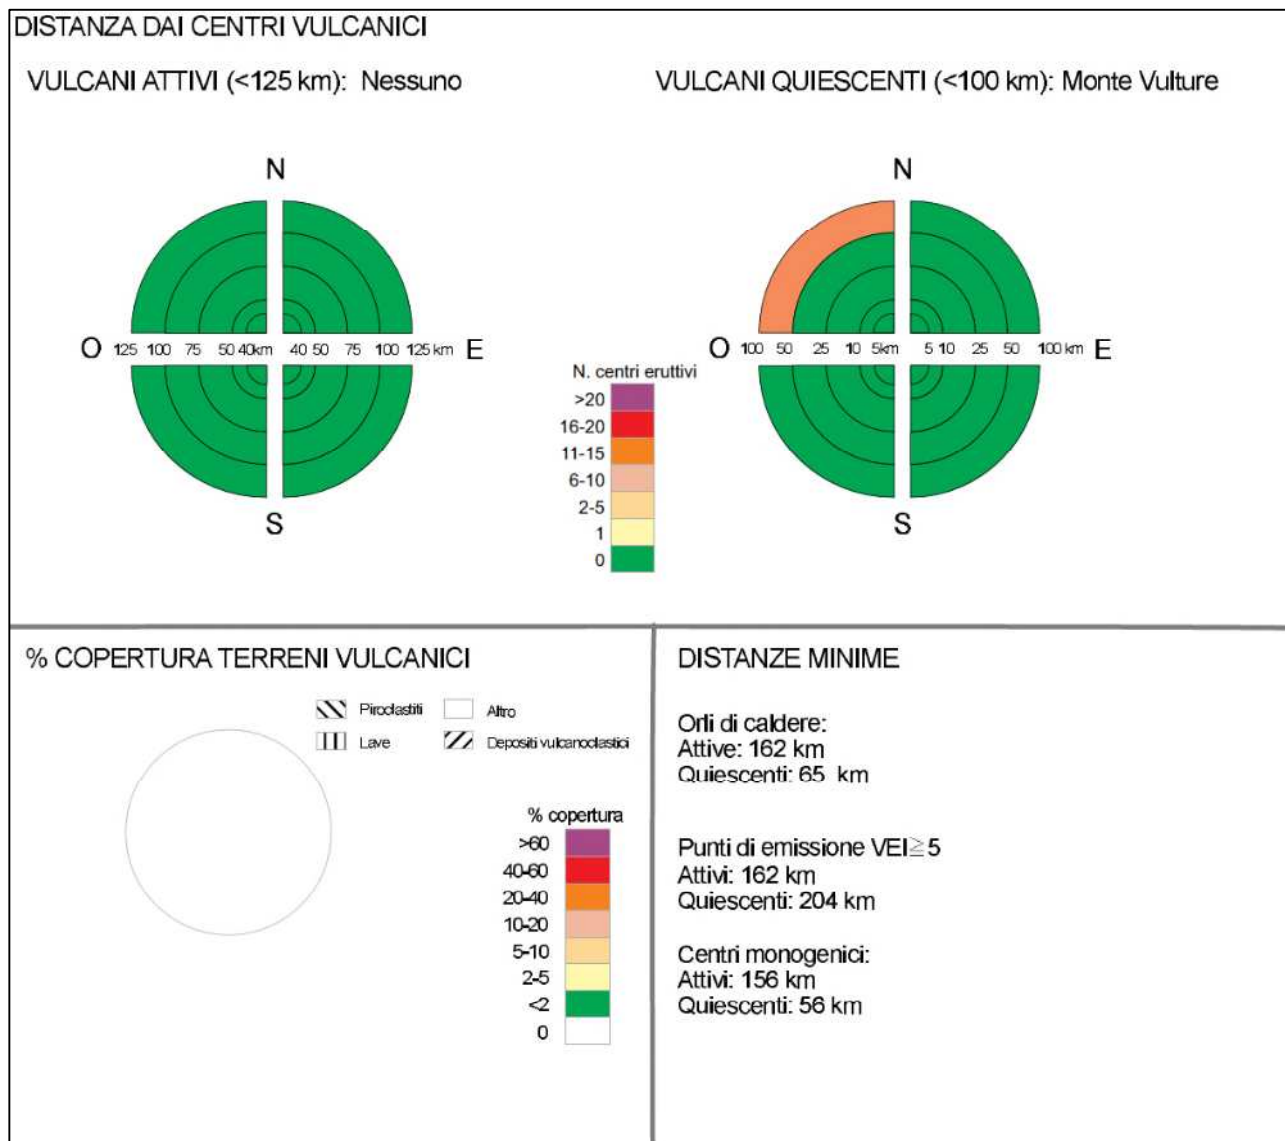 DISTANZA DAI CENTRI VULCANICI
VULCANI ATTIVI (<125 km): Nessuno
VULCANI QUIESCENTI (<100 km): Monte Vulture
N
N
O 125 100 75 50 40km 40 50 75 100 125 km E
O 100 50 25 10 5km 5 10 25 50 100 km E
S
S
N. centri eruttivi
>20
16-20
11-15
6-10
2-5
1
0
% COPERTURA TERRENI VULCANICI
Piroclastiti
Altro
Lave
Depositi vulcanoclastici
% copertura
>60
40-60
20-40
10-20
5-10
2-5
<2
0
DISTANZE MINIME
Orli di caldere:
Attive: 162 km
Quiescenti: 65 km
Punti di emissione VEI≧5
Attivi: 162 km
Quiescenti: 204 km
Centri monogenici:
Attivi: 156 km
Quiescenti: 56 km